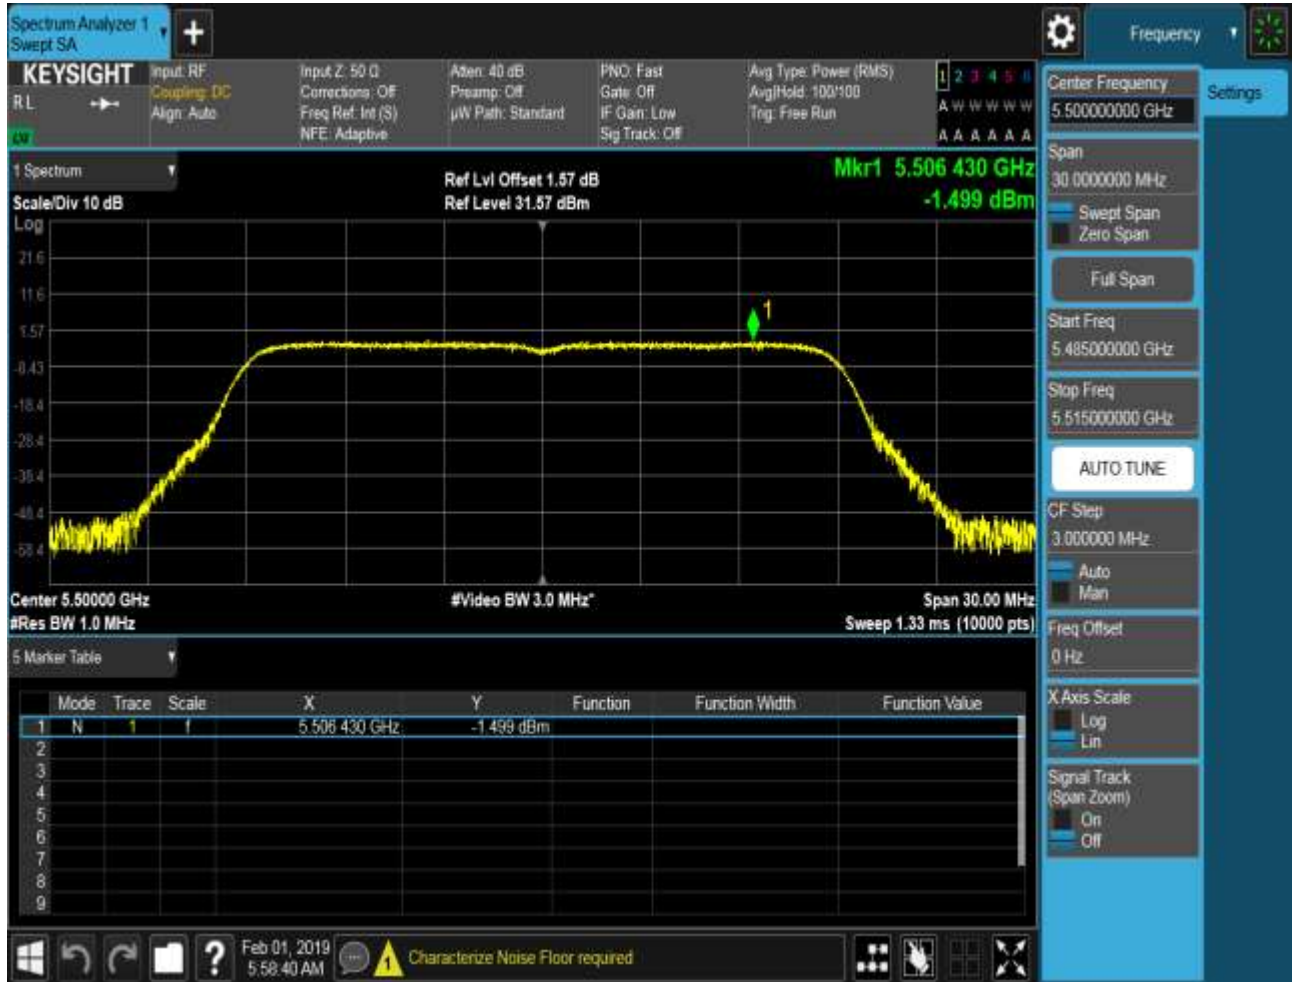 Spectrum Analyzer 1
Swept SA
Frequency
KEYSIGHT
Input: RF
Coupling: DC
Align: Auto
Input Z: 50 Ω
Corrections: Off
Freq Ref: Int (S)
NFE: Adaptive
Atten: 40 dB
Preamp: Off
µW Path: Standard
PNO: Fast
Gate: Off
IF Gain: Low
Sig Track: Off
Avg Type: Power (RMS)
Avg|Hold: 100/100
Trig: Free Run
1 2 3 4 5 6
A W W W W W
A A A A A A
R L
1 Spectrum
Scale/Div 10 dB
Log
Ref Lvl Offset 1.57 dB
Ref Level 31.57 dBm
Mkr1 5.506 430 GHz
-1.499 dBm
21.6
11.6
1.57
-8.43
-18.4
-28.4
-38.4
-48.4
-58.4
1
Center 5.50000 GHz
#Res BW 1.0 MHz
#Video BW 3.0 MHz*
Span 30.00 MHz
Sweep 1.33 ms (10000 pts)
5 Marker Table
Mode Trace Scale X Y Function Function Width Function Value
1 N 1 f 5.506 430 GHz -1.499 dBm
2
3
4
5
6
7
8
9
Feb 01, 2019
5:58:40 AM
1
Characterize Noise Floor required
Settings
Center Frequency
5.500000000 GHz
Span
30.0000000 MHz
Swept Span
Zero Span
Full Span
Start Freq
5.485000000 GHz
Stop Freq
5.515000000 GHz
AUTO TUNE
CF Step
3.000000 MHz
Auto
Man
Freq Offset
0 Hz
X Axis Scale
Log
Lin
Signal Track
(Span Zoom)
On
Off